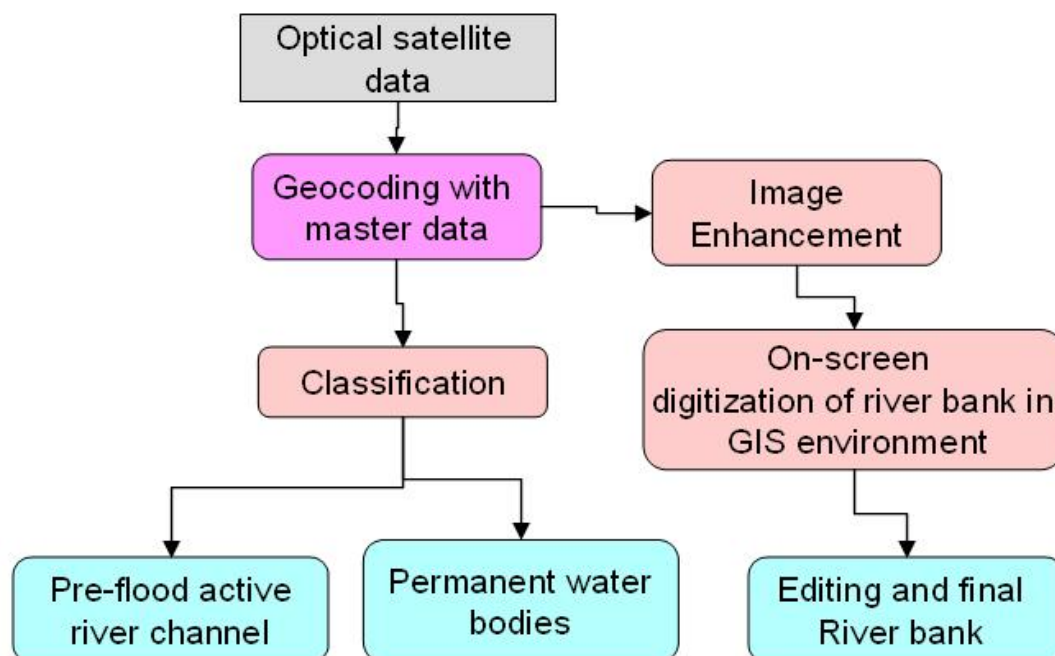 Optical satellite
data
Geocoding with
master data
Image
Enhancement
Classification
On-screen
digitization of river bank in
GIS environment
Pre-flood active
river channel
Permanent water
bodies
Editing and final
River bank